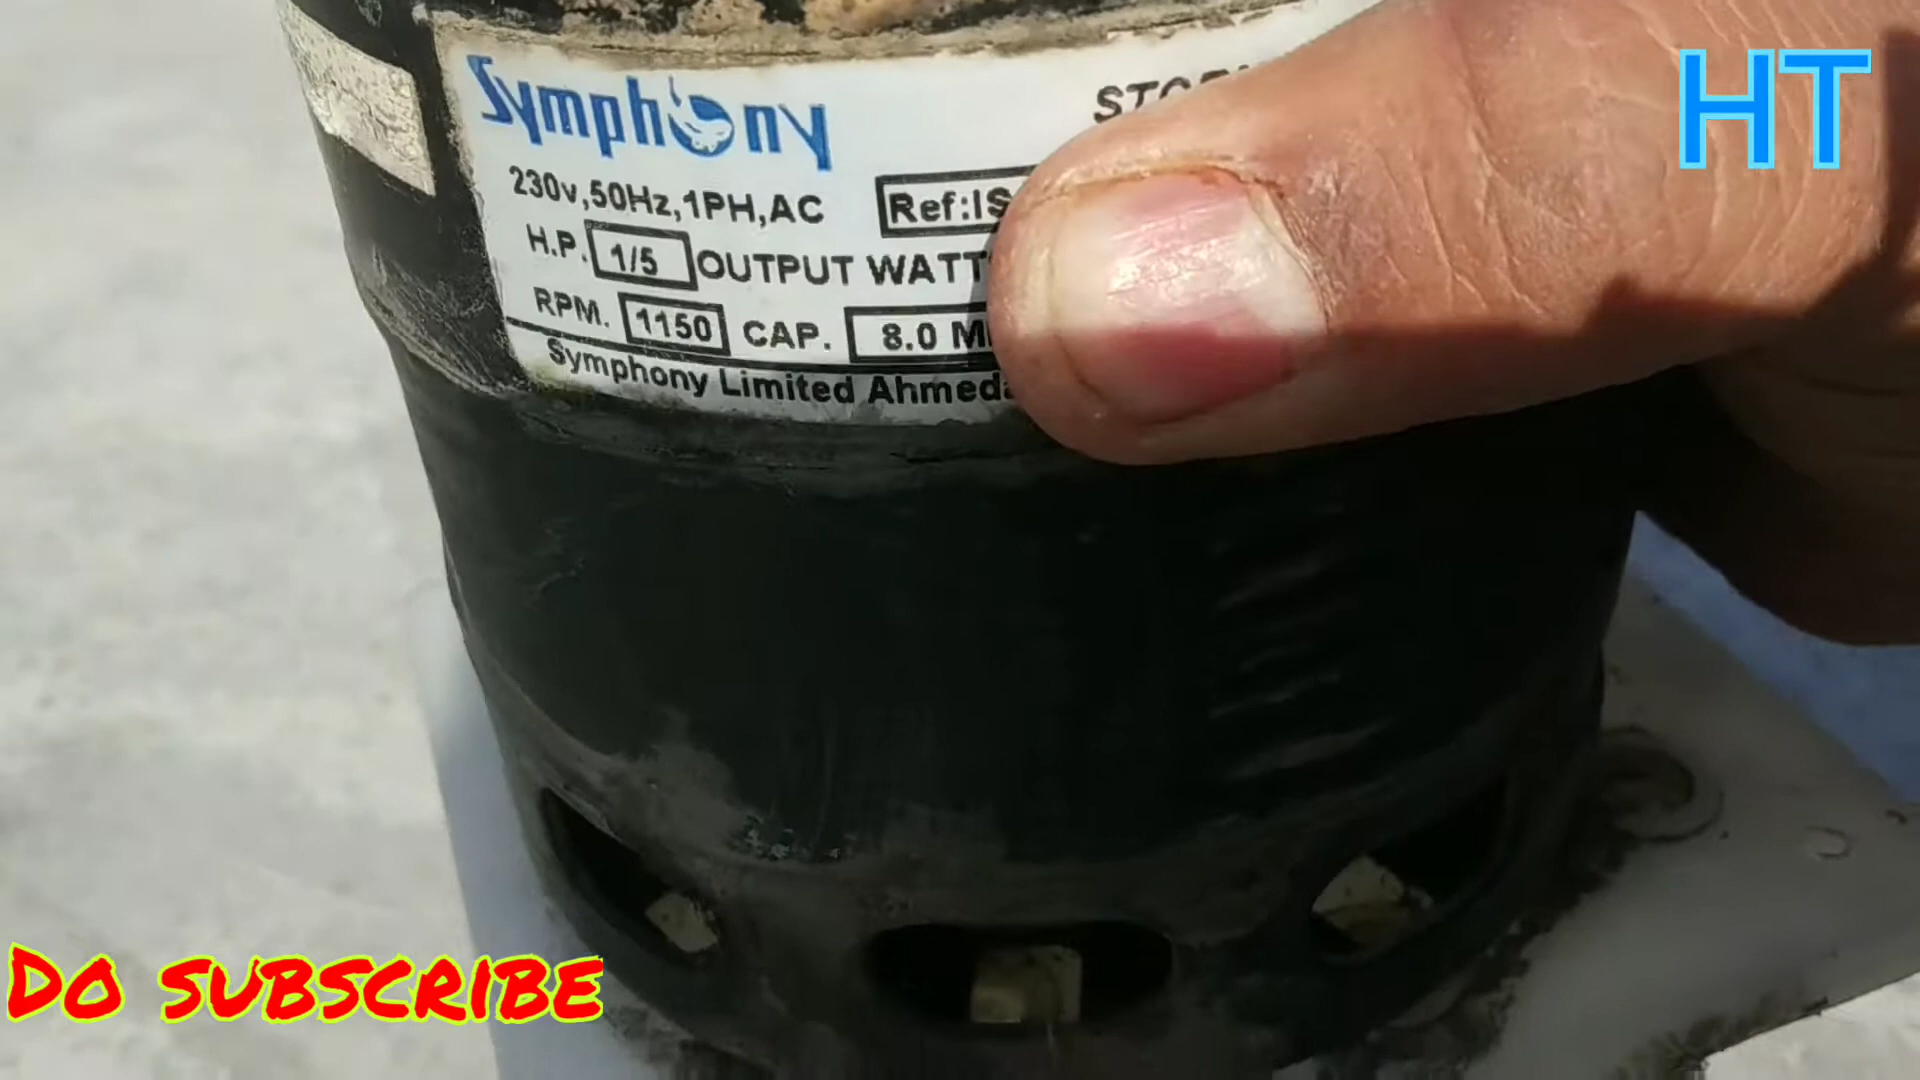 Symphony
HT
230v,50Hz,1PH,AC
Ref:IS
H.P. 1/5 OUTPUT WATT
RPM. 1150 CAP. 8.0
Symphony Limited
DO SUBSCRIBE